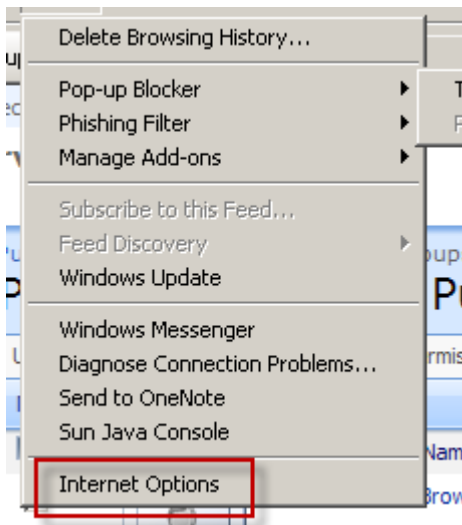 Delete Browsing History...
Pop-up Blocker
Phishing Filter
Manage Add-ons
Subscribe to this Feed...
Feed Discovery
Windows Update
Windows Messenger
Diagnose Connection Problems...
Send to OneNote
Sun Java Console
Internet Options